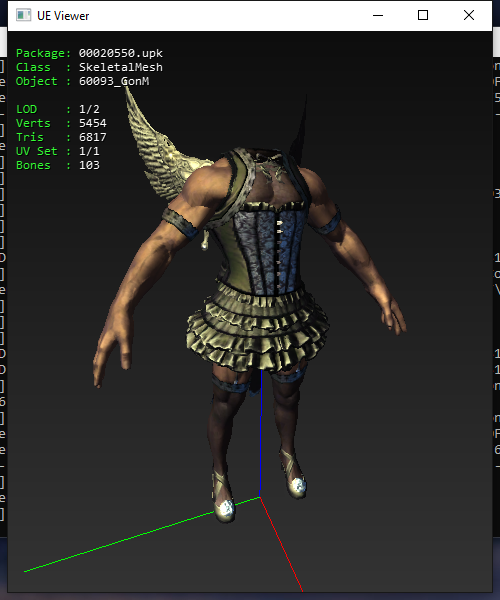 UE Viewer
Package: 00020550.upk
Class  : SkeletalMesh
Object : 60093_GonM
LOD    : 1/2
Verts  : 5454
Tris   : 6817
UV Set : 1/1
Bones  : 103